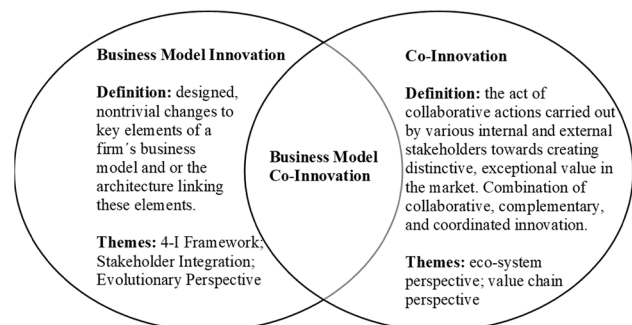 Business Model Innovation
Definition: designed,
nontrivial changes to
key elements of a
firm´s business
model and or the
architecture linking
these elements.
Themes: 4-I Framework;
Stakeholder Integration;
Evolutionary Perspective
Business Model
Co-Innovation
Co-Innovation
Definition: the act of
collaborative actions carried out
by various internal and external
stakeholders towards creating
distinctive, exceptional value in
the market. Combination of
collaborative, complementary,
and coordinated innovation.
Themes: eco-system
perspective; value chain
perspective